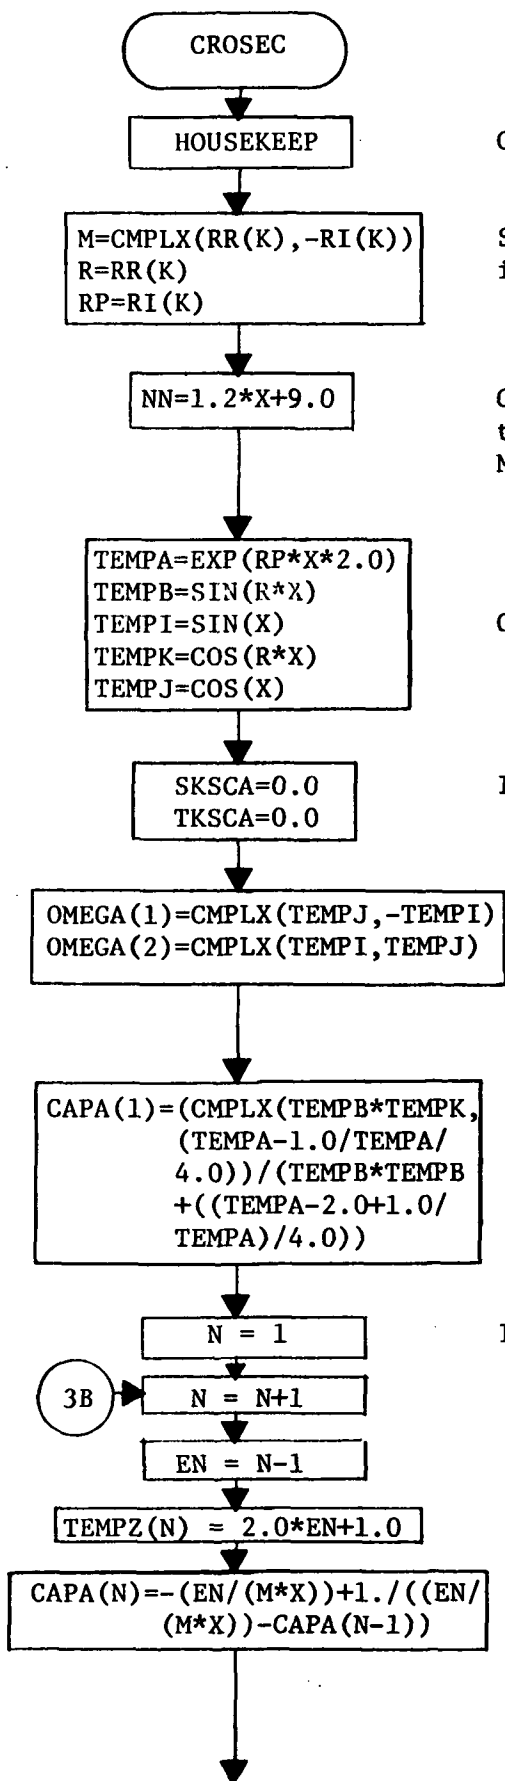 CROSEC
HOUSEKEEP
C
M=CMPLX(RR(K),-RI(K))
R=RR(K)
RP=RI(K)
S
i
NN=1.2*X+9.0
C
t
N
TEMPA=EXP(RP*X*2.0)
TEMPB=SIN(R*X)
TEMPI=SIN(X)
TEMPK=COS(R*X)
TEMPJ=COS(X)
C
SKSCA=0.0
TKSCA=0.0
I
OMEGA(1)=CMPLX(TEMPJ,-TEMPI)
OMEGA(2)=CMPLX(TEMPI,TEMPJ)
CAPA(1)=(CMPLX(TEMPB*TEMPK,
(TEMPA-1.0/TEMPA/
4.0))/(TEMPB*TEMPB
+((TEMPA-2.0+1.0/
TEMPA)/4.0))
N = 1
I
3B
N = N+1
EN = N-1
TEMPZ(N) = 2.0*EN+1.0
CAPA(N)=-(EN/(M*X))+1./((EN/
(M*X))-CAPA(N-1))